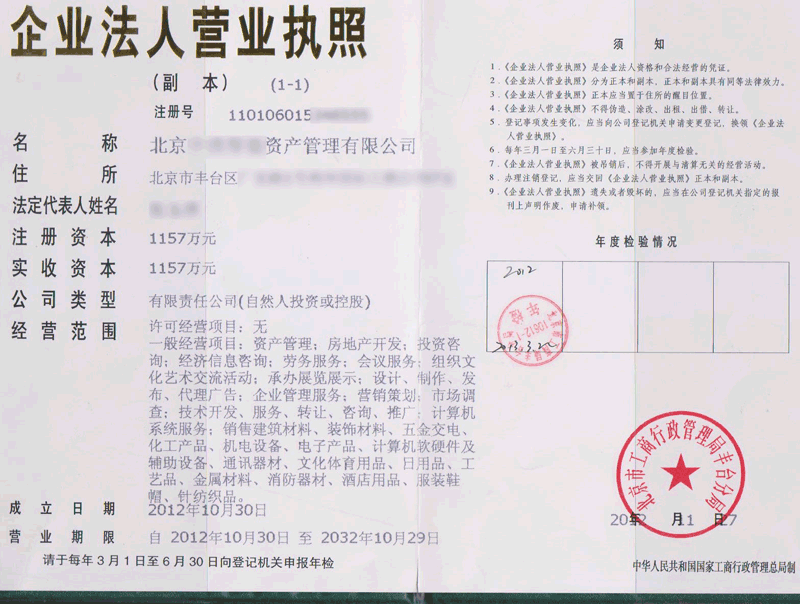 企业法人营业执照
(副 本) (1-1)
注册号 110106015
名 称 北京 资产管理有限公司
住 所 北京市丰台区
法定代表人姓名
注 册 资 本 1157万元
实 收 资 本 1157万元
公 司 类 型 有限责任公司(自然人投资或控股)
经 营 范 围 许可经营项目：无
一般经营项目：资产管理；房地产开发；投资咨
询；经济信息咨询；劳务服务；会议服务；组织文
化艺术交流活动；承办展览展示；设计、制作、发
布、代理广告；企业管理服务；营销策划；市场调
查；技术开发、服务、转让、咨询、推广；计算机
系统服务；销售建筑材料、装饰材料、五金交电、
化工产品、机电设备、电子产品、计算机软硬件及
辅助设备、通讯器材、文化体育用品、日用品、工
艺品、金属材料、消防器材、酒店用品、服装鞋
帽、针纺织品。
成 立 日 期 2012年10月30日
营 业 期 限 自 2012年10月30日 至 2032年10月29日
请于每年3月1日至6月30日向登记机关申报年检
须 知
1．《企业法人营业执照》是企业法人资格和合法经营的凭证。
2．《企业法人营业执照》分为正本和副本，正本和副本具有同等法律效力。
3．《企业法人营业执照》正本应当置于住所的醒目位置。
4．《企业法人营业执照》不得伪造、涂改、出租、出借、转让。
5．登记事项发生变化，应当向公司登记机关申请变更登记，换领《企业法
人营业执照》。
6．每年三月一日至六月三十日，应当参加年度检验。
7．《企业法人营业执照》被吊销后，不得开展与清算无关的经营活动。
8．办理注销登记，应当交回《企业法人营业执照》正本和副本。
9．《企业法人营业执照》遗失或者毁坏的，应当在公司登记机关指定的报
刊上声明作废，申请补领。
年度检验情况
2012
年检
2013.3.22
北京市工商行政管理局丰台分局
年 月 11 日
中华人民共和国国家工商行政管理总局制